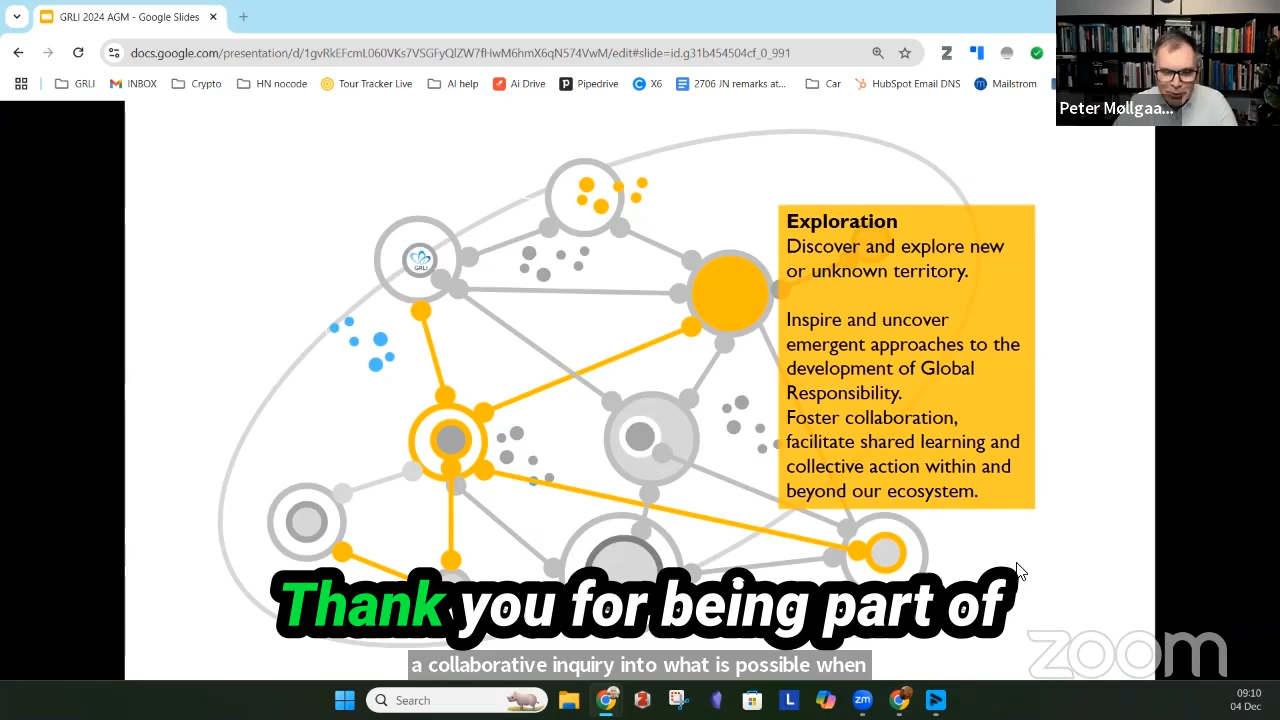 GRLI 2024 AGM - Google Slides
docs.google.com/presentation/d/1gvRkEFcnL060VKs7VSGFyQlZW7fHwM6hmX6oN574VwM/edit#slide=id.g31b454504cf_0_991
GRLI
INBOX
Crypto
HN ncode
Tour Tracker Live
AI help
Ai Drive
Pipedrive
X6
2706 JN remarks at...
Car
HubSpot Email DNS
Mailstrom
Peter Møllgaa...
GRLI
Exploration
Discover and explore new
or unknown territory.
Inspire and uncover
emergent approaches to the
development of Global
Responsibility.
Foster collaboration,
facilitate shared learning and
collective action within and
beyond our ecosystem.
Thank you for being part of
a collaborative inquiry into what is possible when
zoom
Search
zm
09:10
04 Dec